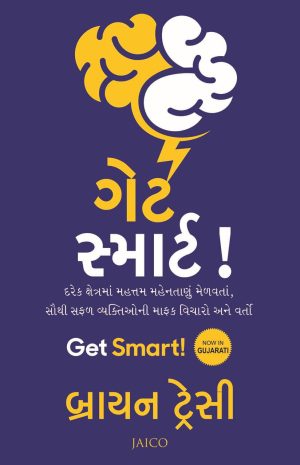 ગેટ
સ્માર્ટ !
દરેક ક્ષેત્રમાં મહત્તમ મહેનતાણું મેળવતાં,
સૌથી સફળ વ્યક્તિઓની માફક વિચારો અને વર્તો
Get Smart!
NOW IN
GUJARATI
બ્રાયન ટ્રેસી
JAICO